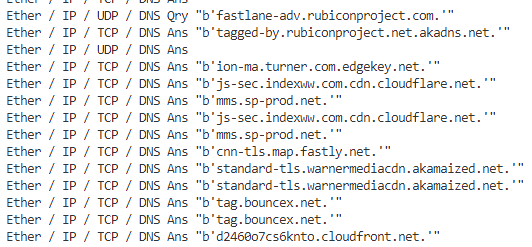 Ether / IP / UDP / DNS Qry "b'fastlane-adv.rubiconproject.com.'"
Ether / IP / TCP / DNS Ans "b'tagged-by.rubiconproject.net.akadns.net.'"
Ether / IP / UDP / DNS Ans
Ether / IP / TCP / DNS Ans "b'ion-ma.turner.com.edgekey.net.'"
Ether / IP / TCP / DNS Ans "b'js-sec.indexww.com.cdn.cloudflare.net.'"
Ether / IP / TCP / DNS Ans "b'mms.sp-prod.net.'"
Ether / IP / TCP / DNS Ans "b'js-sec.indexww.com.cdn.cloudflare.net.'"
Ether / IP / TCP / DNS Ans "b'mms.sp-prod.net.'"
Ether / IP / TCP / DNS Ans "b'cnn-tls.map.fastly.net.'"
Ether / IP / TCP / DNS Ans "b'standard-tls.warnermediacdn.akamaized.net.'"
Ether / IP / TCP / DNS Ans "b'standard-tls.warnermediacdn.akamaized.net.'"
Ether / IP / TCP / DNS Ans "b'tag.bouncex.net.'"
Ether / IP / TCP / DNS Ans "b'tag.bouncex.net.'"
Ether / IP / TCP / DNS Ans "b'd2460o7cs6knto.cloudfront.net.'"